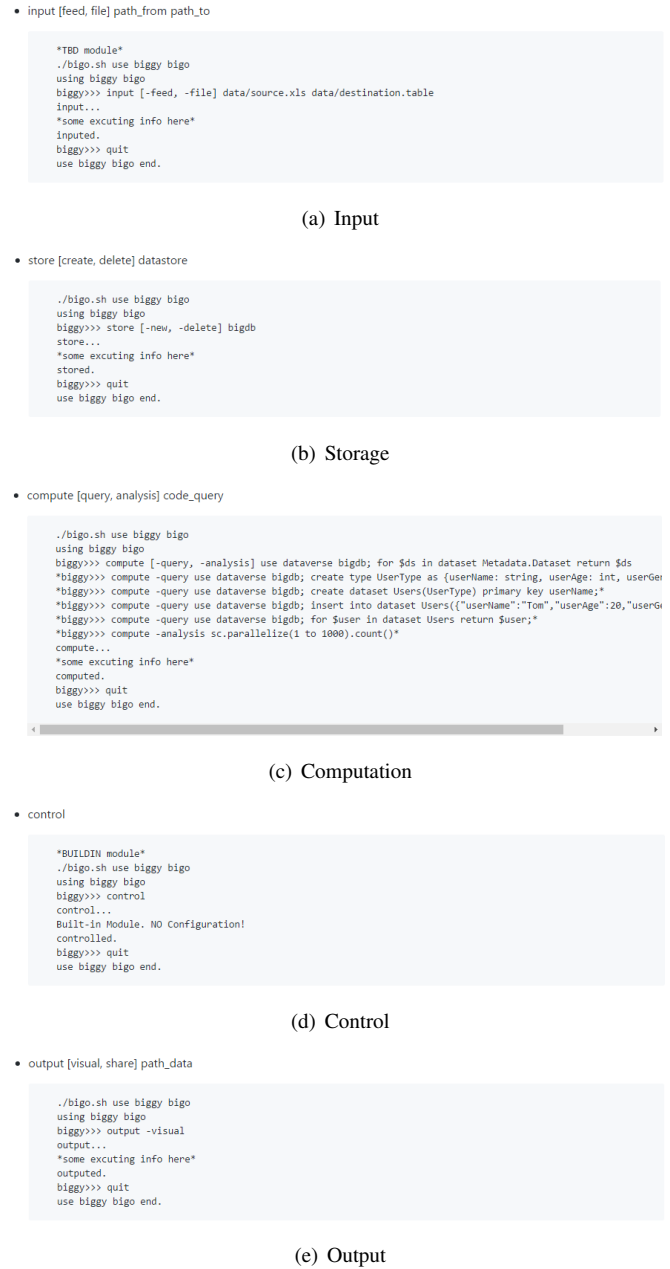 • input [feed, file] path_from path_to
*TBD module*
./bigo.sh use biggy bigo
using biggy bigo
biggy>>> input [-feed, -file] data/source.xls data/destination.table
input...
*some excuting info here*
inputed.
biggy>>> quit
use biggy bigo end.
(a) Input
• store [create, delete] datastore
./bigo.sh use biggy bigo
using biggy bigo
biggy>>> store [-new, -delete] bigdb
store...
*some excuting info here*
stored.
biggy>>> quit
use biggy bigo end.
(b) Storage
• compute [query, analysis] code_query
./bigo.sh use biggy bigo
using biggy bigo
biggy>>> compute [-query, -analysis] use dataverse bigdb; for $ds in dataset Metadata.Dataset return $ds
*biggy>>> compute -query use dataverse bigdb; create type UserType as {userName: string, userAge: int, userGe
*biggy>>> compute -query use dataverse bigdb; create dataset Users(UserType) primary key userName;*
*biggy>>> compute -query use dataverse bigdb; insert into dataset Users({"userName":"Tom","userAge":20,"userGe
*biggy>>> compute -query use dataverse bigdb; for $user in dataset Users return $user;*
*biggy>>> compute -analysis sc.parallelize(1 to 1000).count()*
compute...
*some excuting info here*
computed.
biggy>>> quit
use biggy bigo end.
(c) Computation
• control
*BUILDIN module*
./bigo.sh use biggy bigo
using biggy bigo
biggy>>> control
control...
Built-in Module. NO Configuration!
controlled.
biggy>>> quit
use biggy bigo end.
(d) Control
• output [visual, share] path_data
./bigo.sh use biggy bigo
using biggy bigo
biggy>>> output -visual
output...
*some excuting info here*
outputed.
biggy>>> quit
use biggy bigo end.
(e) Output